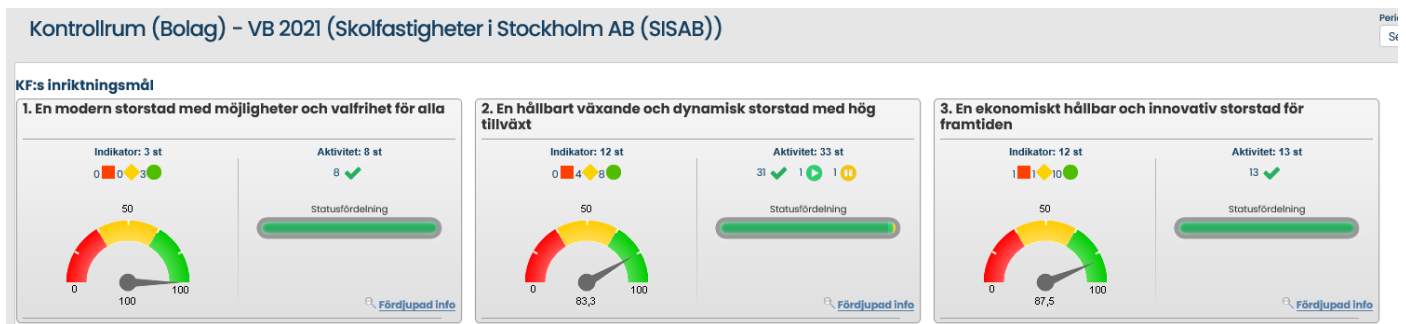 Kontrollrum (Bolag) - VB 2021 (Skolfastigheter i Stockholm AB (SISAB))
KF:s inriktningsmål
1. En modern storstad med möjligheter och valfrihet för alla
Indikator: 3 st
Aktivitet: 8 st
0 0 3
8
Statusfördelning
50
0
100
100
Fördjupad info
2. En hållbart växande och dynamisk storstad med hög
tillväxt
Indikator: 12 st
Aktivitet: 33 st
0 4 8
31 1 1
Statusfördelning
50
0
100
83,3
Fördjupad info
3. En ekonomiskt hållbar och innovativ storstad för
framtiden
Indikator: 12 st
Aktivitet: 13 st
1 1 10
13
Statusfördelning
50
0
100
87,5
Fördjupad info